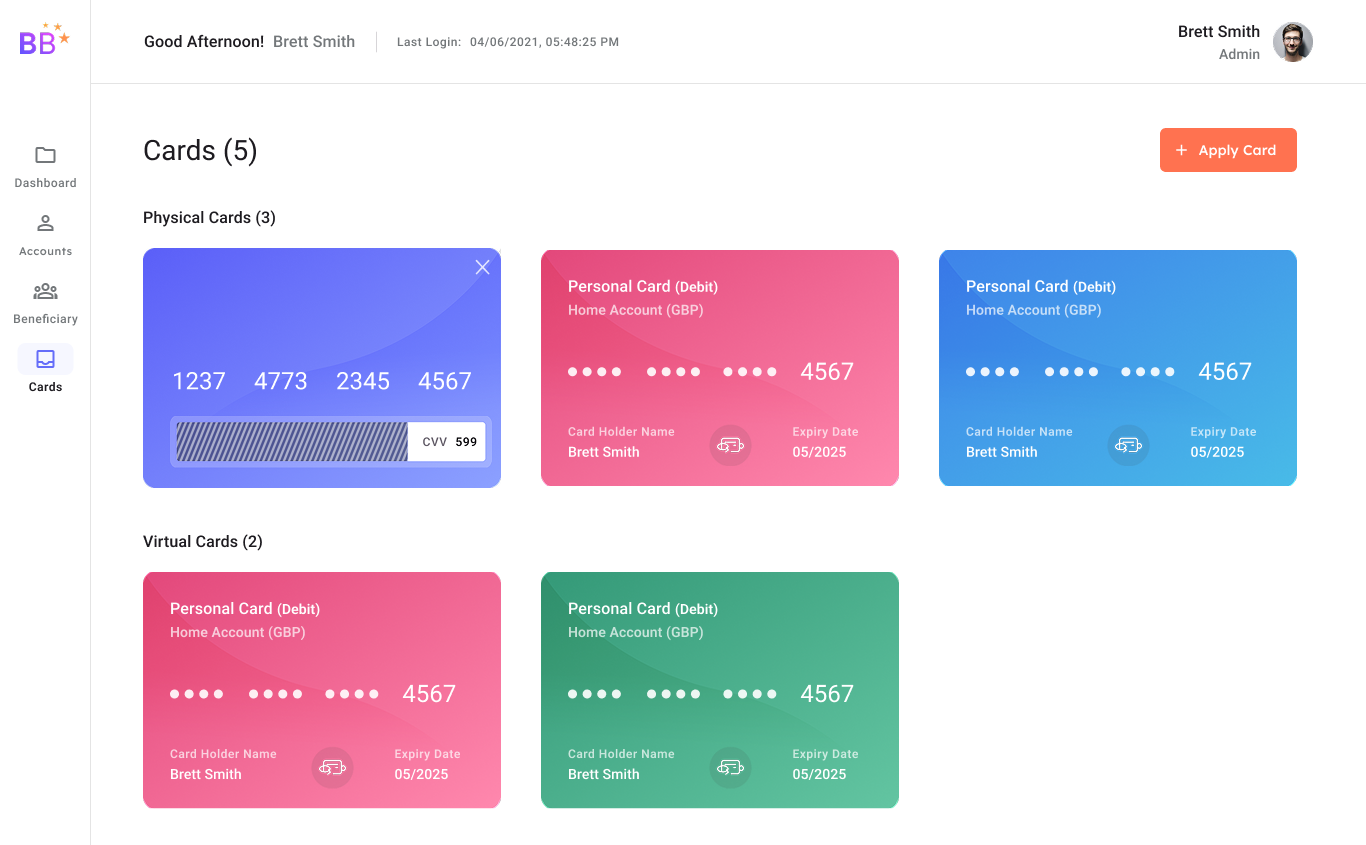 BB
Good Afternoon! Brett Smith
Last Login: 04/06/2021, 05:48:25 PM
Brett Smith
Admin
Dashboard
Accounts
Beneficiary
Cards
Cards (5)
+ Apply Card
Physical Cards (3)
1237 4773 2345 4567
CVV 599
Personal Card (Debit)
Home Account (GBP)
•••• •••• •••• 4567
Card Holder Name
Brett Smith
Expiry Date
05/2025
Personal Card (Debit)
Home Account (GBP)
•••• •••• •••• 4567
Card Holder Name
Brett Smith
Expiry Date
05/2025
Virtual Cards (2)
Personal Card (Debit)
Home Account (GBP)
•••• •••• •••• 4567
Card Holder Name
Brett Smith
Expiry Date
05/2025
Personal Card (Debit)
Home Account (GBP)
•••• •••• •••• 4567
Card Holder Name
Brett Smith
Expiry Date
05/2025